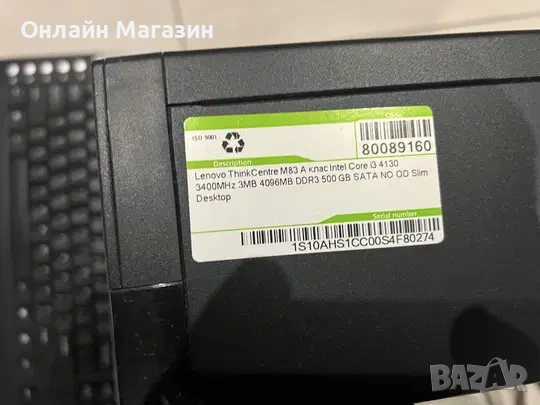 Онлайн Магазин
ISO 9001
code
80089160
Description
Lenovo ThinkCentre M83 A клас Intel Core i3 4130
3400MHz 3MB 4096MB DDR3 500 GB SATA NO OD Slim
Desktop
Serial number
1S10AHS1CC00S4F80274
BAZAR